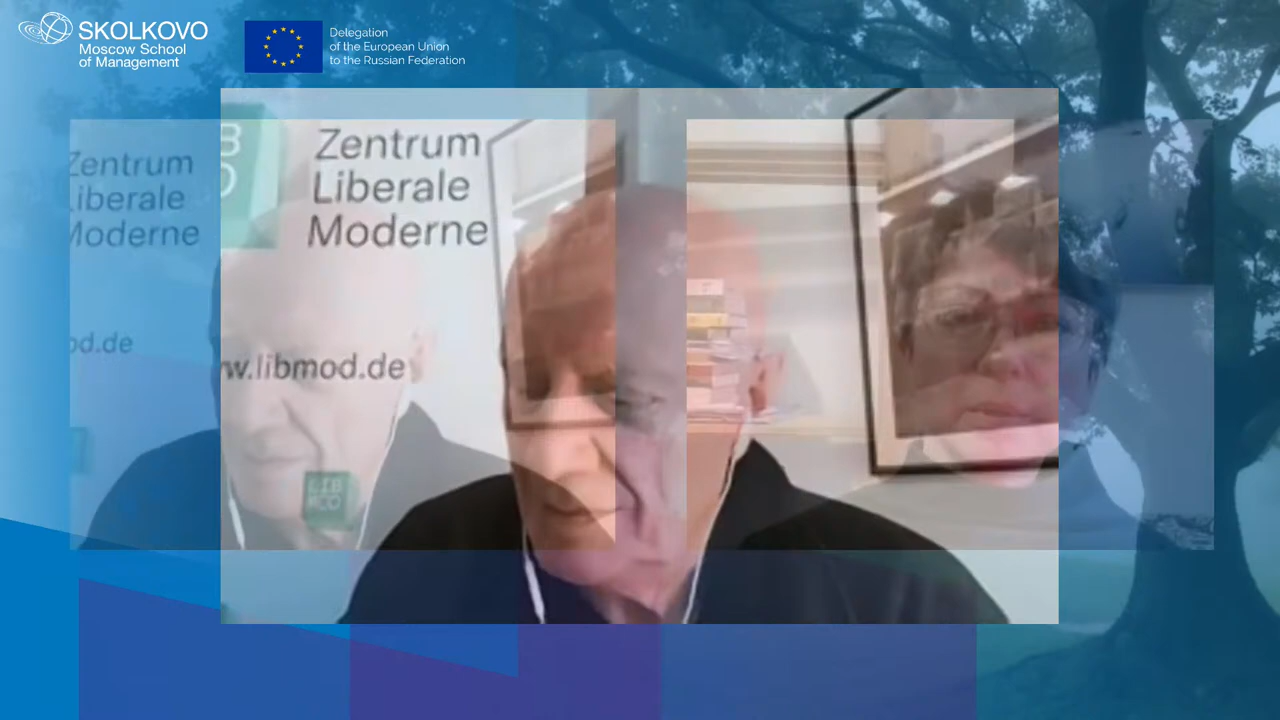 SKOLKOVO
Moscow School
of Management
Delegation
of the European Union
to the Russian Federation
Zentrum
Liberale
Moderne
Zentrum
Liberale
Moderne
od.de
w.libmod.de